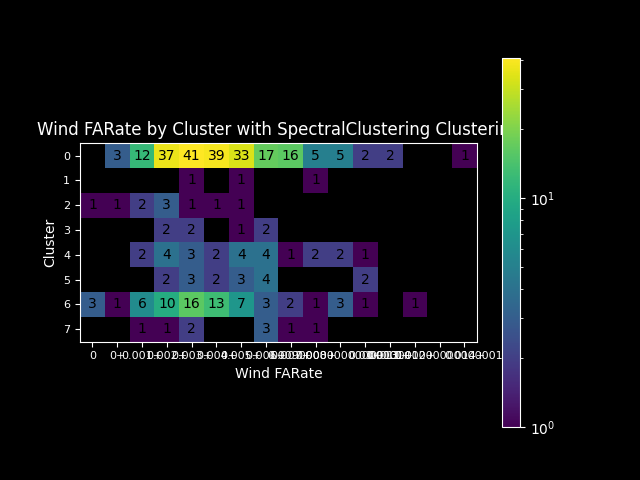 Wind FARate by Cluster with SpectralClustering Clusterin
0 3 12 37 41 39 33 17 16 5 5 2 2 1
1 1 1 1
2 1 1 2 3 1 1 1
3 2 2 1 2
4 2 4 3 2 4 4 1 2 2 1
5 2 3 2 3 4 2
6 3 1 6 10 16 13 7 3 2 1 3 1 1
7 1 1 2 3 1 1
Cluster
0 0+
Wind FARate
10¹
10⁰